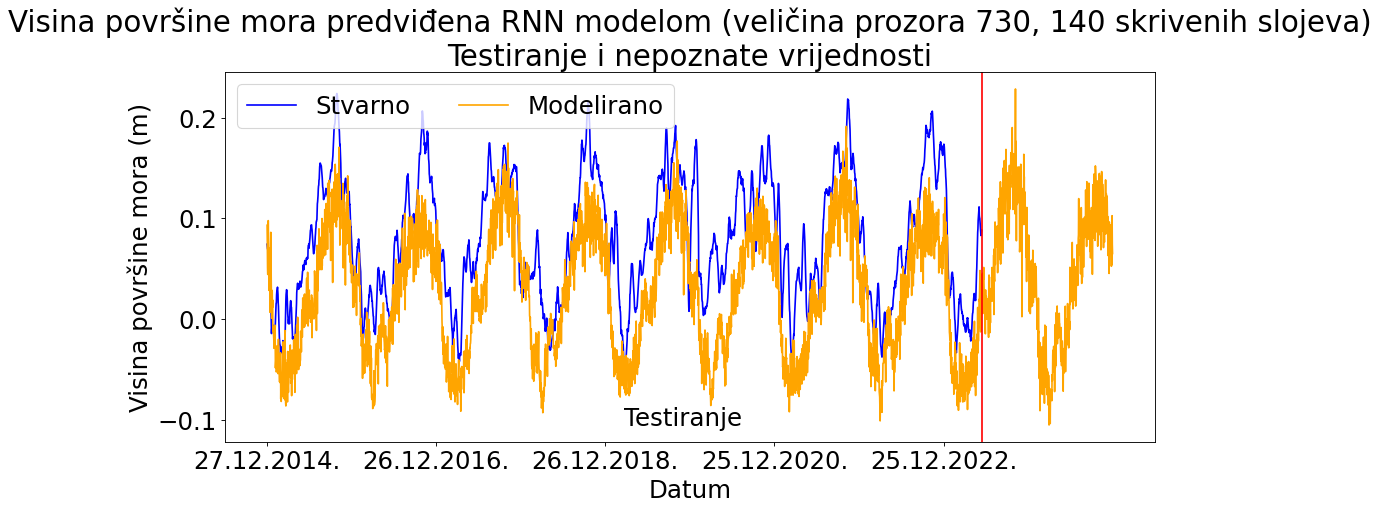 Visina površine mora predviđena RNN modelom (veličina prozora 730, 140 skrivenih slojeva)
Testiranje i nepoznate vrijednosti
Stvarno Modelirano
Visina površine mora (m)
0.2
0.1
0.0
−0.1
Testiranje
27.12.2014. 26.12.2016. 26.12.2018. 25.12.2020. 25.12.2022.
Datum